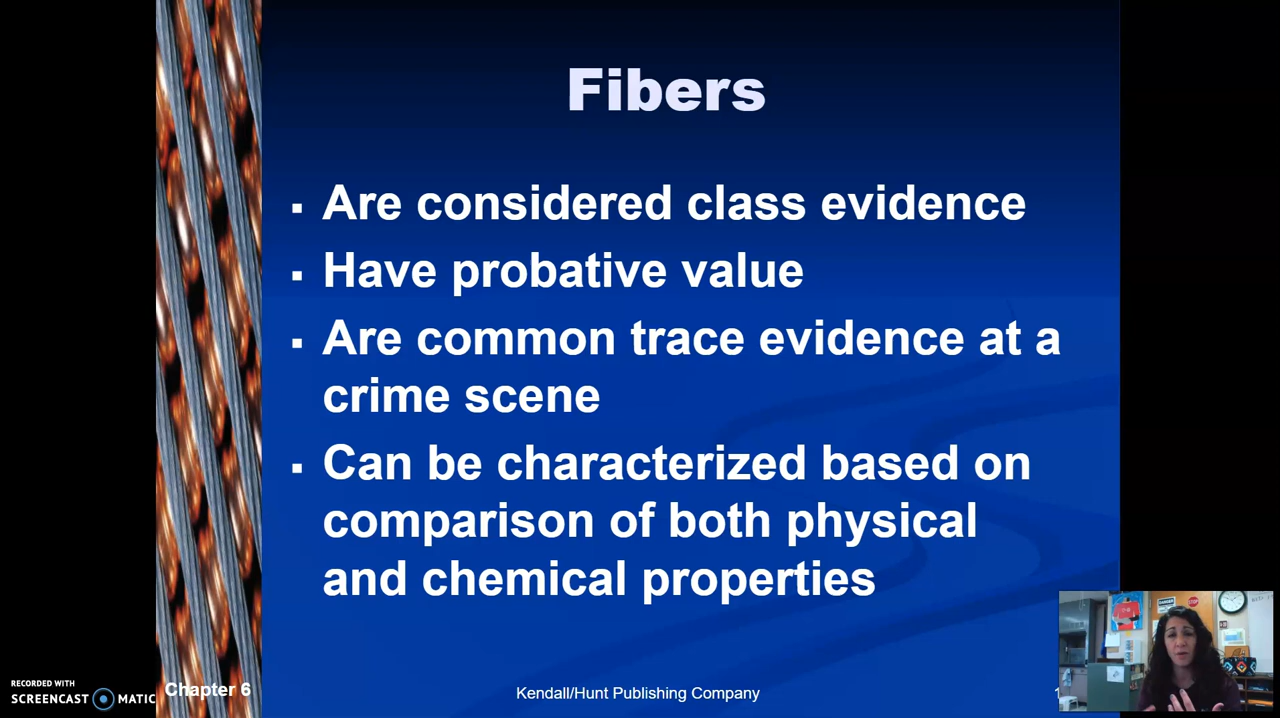 Fibers
▪ Are considered class evidence
▪ Have probative value
▪ Are common trace evidence at a
crime scene
▪ Can be characterized based on
comparison of both physical
and chemical properties
RECORDED WITH
SCREENCAST MATIC
Chapter 6
Kendall/Hunt Publishing Company
STOP